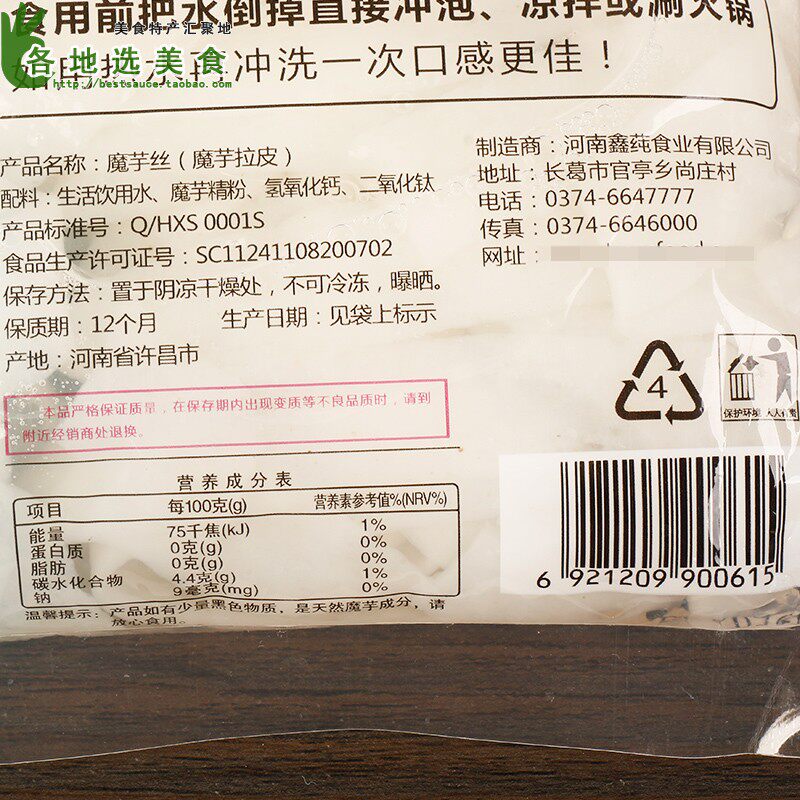 食用前把水倒掉直接冲泡、凉拌或涮火锅
美食特产汇聚地
各地选美食
冲洗一次口感更佳！
http://bestsauce.taobao.com
产品名称：魔芋丝（魔芋拉皮）
配料：生活饮用水、魔芋精粉、氢氧化钙、二氧化钛
产品标准号：Q/HXS 0001S
食品生产许可证号：SC11241108200702
保存方法：置于阴凉干燥处，不可冷冻，曝晒。
保质期：12个月 生产日期：见袋上标示
产地：河南省许昌市
制造商：河南鑫莼食业有限公司
地址：长葛市官亭乡尚庄村
电话：0374-6647777
传真：0374-6646000
网址：
本品严格保证质量，在保存期内出现变质等不良品质时，请到
附近经销商处退换。
4
保护环境 人人有责
营养成分表
项目 每100克(g) 营养素参考值%(NRV%)
能量 75千焦(kJ) 1%
蛋白质 0克(g) 0%
脂肪 0克(g) 0%
碳水化合物 4.4克(g) 1%
钠 9毫克(mg) 0%
温馨提示：产品如有少量黑色物质，是天然魔芋成分，请
放心食用。
6 921209 900615